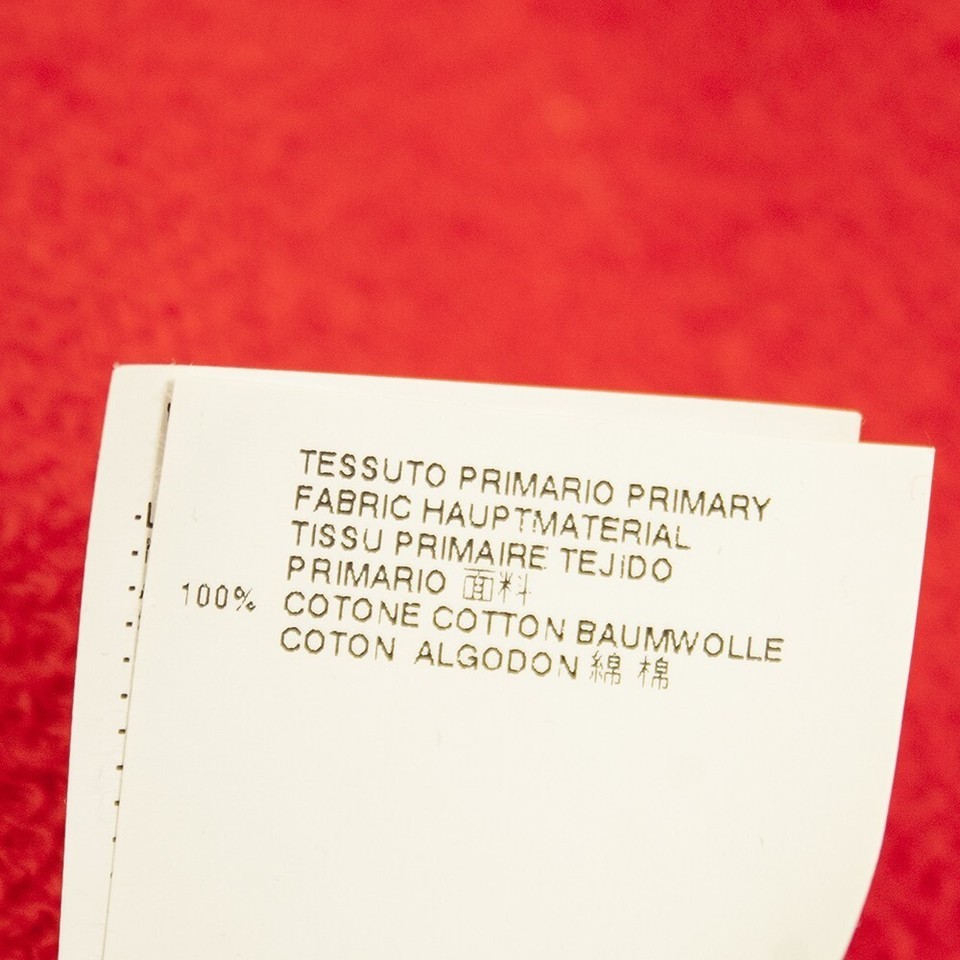 TESSUTO PRIMARIO PRIMARY
FABRIC HAUPTMATERIAL
TISSU PRIMAIRE TEJIDO
PRIMARIO 面料
100% COTONE COTTON BAUMWOLLE
COTON ALGODON 綿 棉